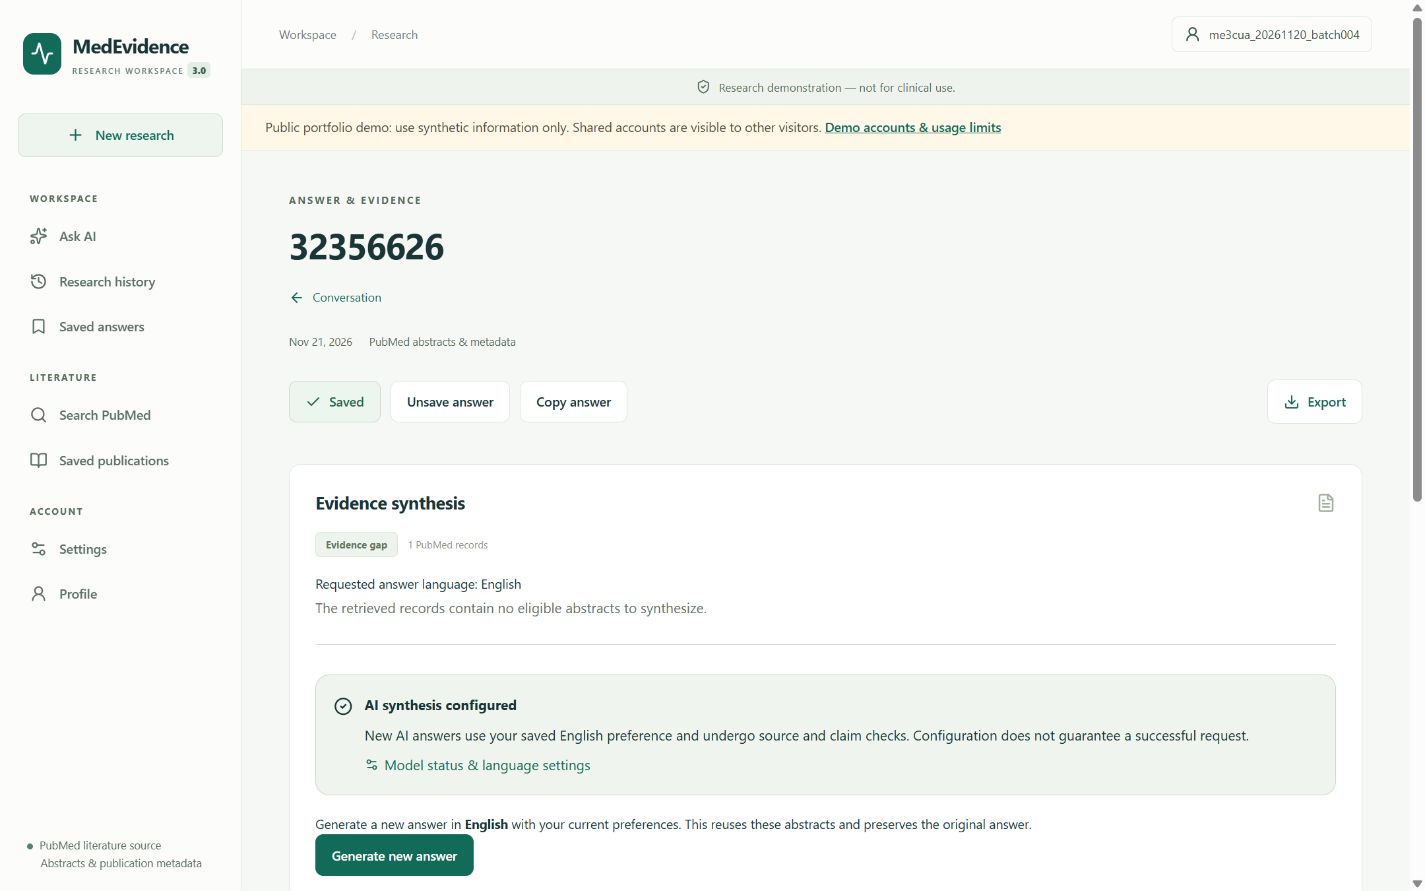 MedEvidence
RESEARCH WORKSPACE 3.0
New research
WORKSPACE
Ask AI
Research history
Saved answers
LITERATURE
Search PubMed
Saved publications
ACCOUNT
Settings
Profile
PubMed literature source
Abstracts & publication metadata
Workspace / Research
me3cua_20261120_batch004
Research demonstration — not for clinical use.
Public portfolio demo: use synthetic information only. Shared accounts are visible to other visitors. Demo accounts & usage limits
ANSWER & EVIDENCE
32356626
Conversation
Nov 21, 2026 PubMed abstracts & metadata
Saved Unsave answer Copy answer Export
Evidence synthesis
Evidence gap 1 PubMed records
Requested answer language: English
The retrieved records contain no eligible abstracts to synthesize.
AI synthesis configured
New AI answers use your saved English preference and undergo source and claim checks. Configuration does not guarantee a successful request.
Model status & language settings
Generate a new answer in English with your current preferences. This reuses these abstracts and preserves the original answer.
Generate new answer